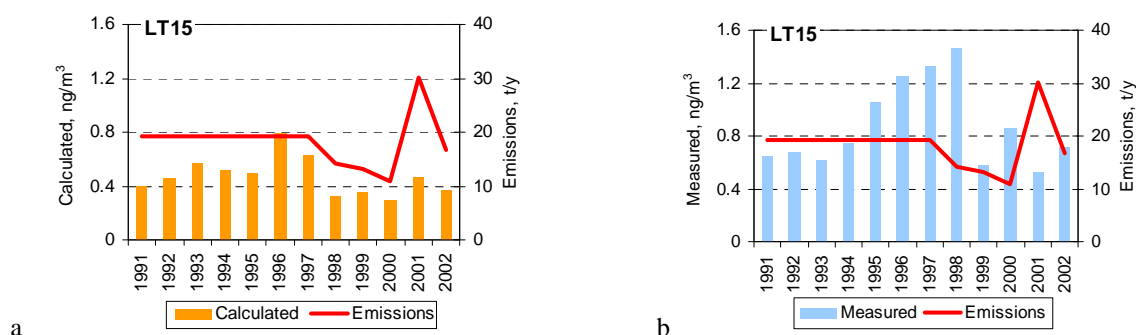 LT15
Calculated, ng/m³
1.6
1.2
0.8
0.4
0
40
30
20
10
0
Emissions, t/y
1991 1992 1993 1994 1995 1996 1997 1998 1999 2000 2001 2002
Calculated Emissions
a
LT15
Measured, ng/m³
1.6
1.2
0.8
0.4
0
40
30
20
10
0
Emissions, t/y
1991 1992 1993 1994 1995 1996 1997 1998 1999 2000 2001 2002
Measured Emissions
b